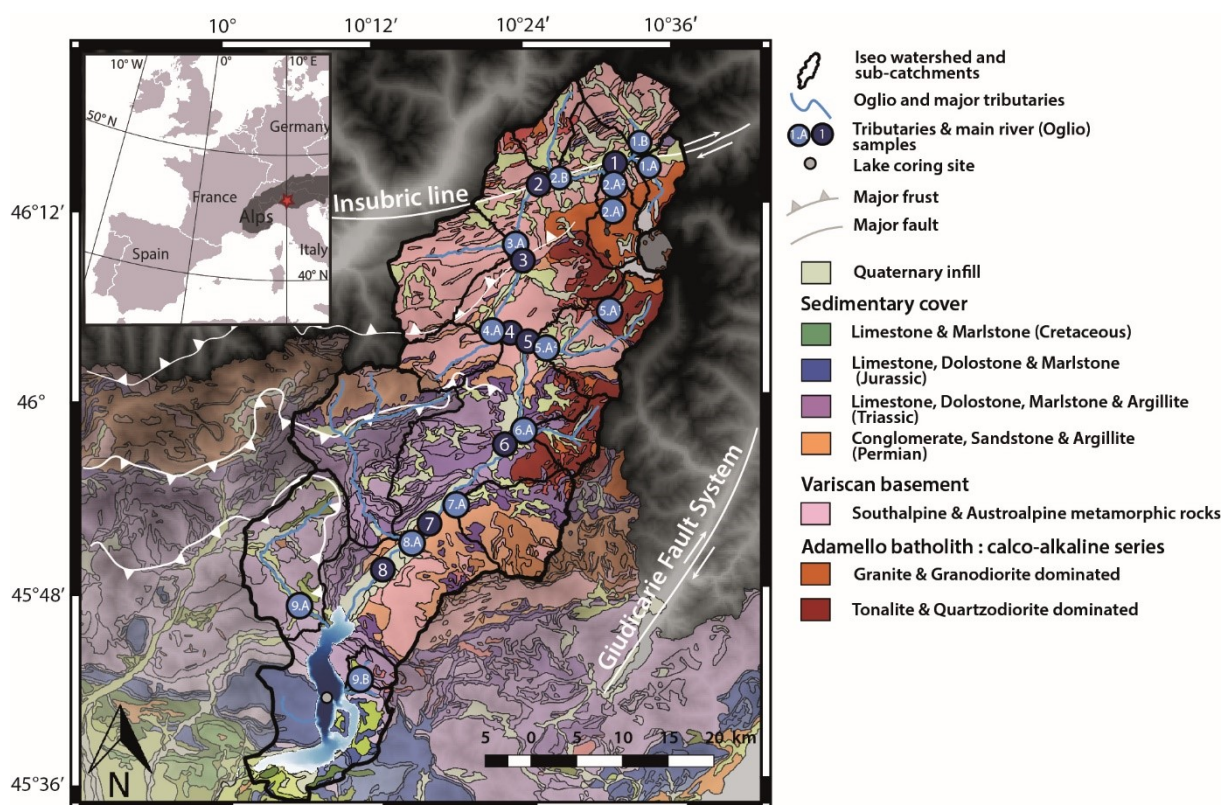 10°
10°12′
10°24′
10°36′
46°12′
46°
45°48′
45°36′
10°W
0°
10°E
50°N
40°N
Germany
France
Alps
Spain
Italy
Insubric line
Giudicarie Fault System
1.B
1
1.A
2.B
2
2.A²
2.A¹
3.A
3
5.A¹
4.A
4
5
5.A²
6.A
6
7.A
7
8.A
8
9.A
9.B
N
5 0 5 10 15 20 km
Iseo watershed and
sub-catchments
Oglio and major tributaries
1.A 1
Tributaries & main river (Oglio)
samples
Lake coring site
Major frust
Major fault
Quaternary infill
Sedimentary cover
Limestone & Marlstone (Cretaceous)
Limestone, Dolostone & Marlstone
(Jurassic)
Limestone, Dolostone, Marlstone & Argillite
(Triassic)
Conglomerate, Sandstone & Argillite
(Permian)
Variscan basement
Southalpine & Austroalpine metamorphic rocks
Adamello batholith : calco-alkaline series
Granite & Granodiorite dominated
Tonalite & Quartzodiorite dominated